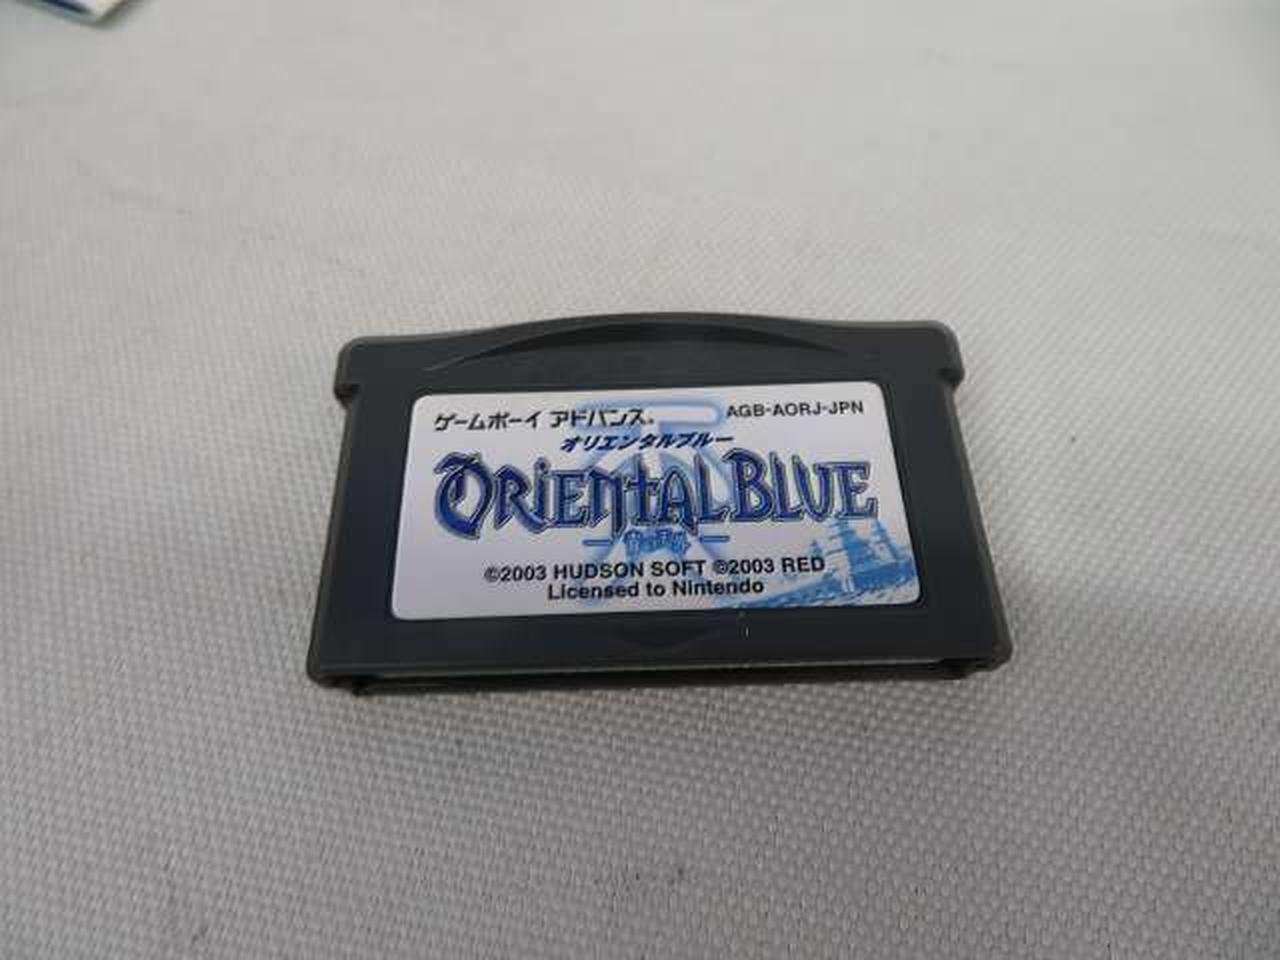 ゲームボーイ アドバンス。
AGB-AORJ-JPN
オリエンタルブルー
ORIENTAL BLUE
©2003 HUDSON SOFT ©2003 RED
Licensed to Nintendo